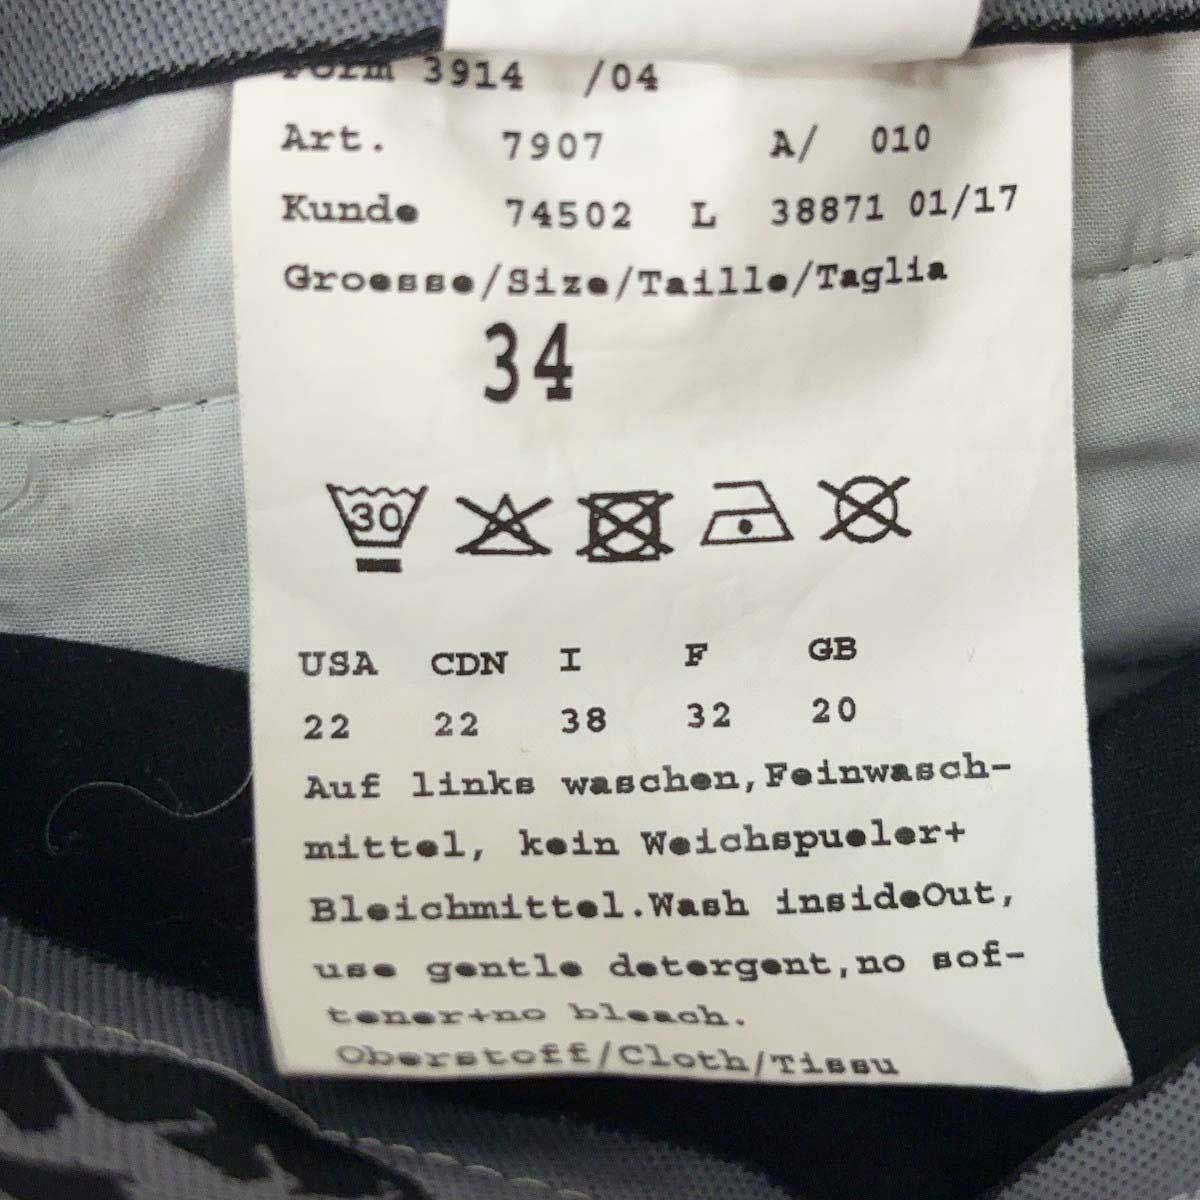 Form 3914 /04
Art. 7907 A/ 010
Kunde 74502 L 38871 01/17
Groesse/Size/Taille/Taglia
34
30
USA CDN I F GB
22 22 38 32 20
Auf links waschen,Feinwasch-
mittel, kein Weichspueler+
Bleichmittel.Wash insideOut,
use gentle detergent,no sof-
tener+no bleach.
Oberstoff/Cloth/Tissu